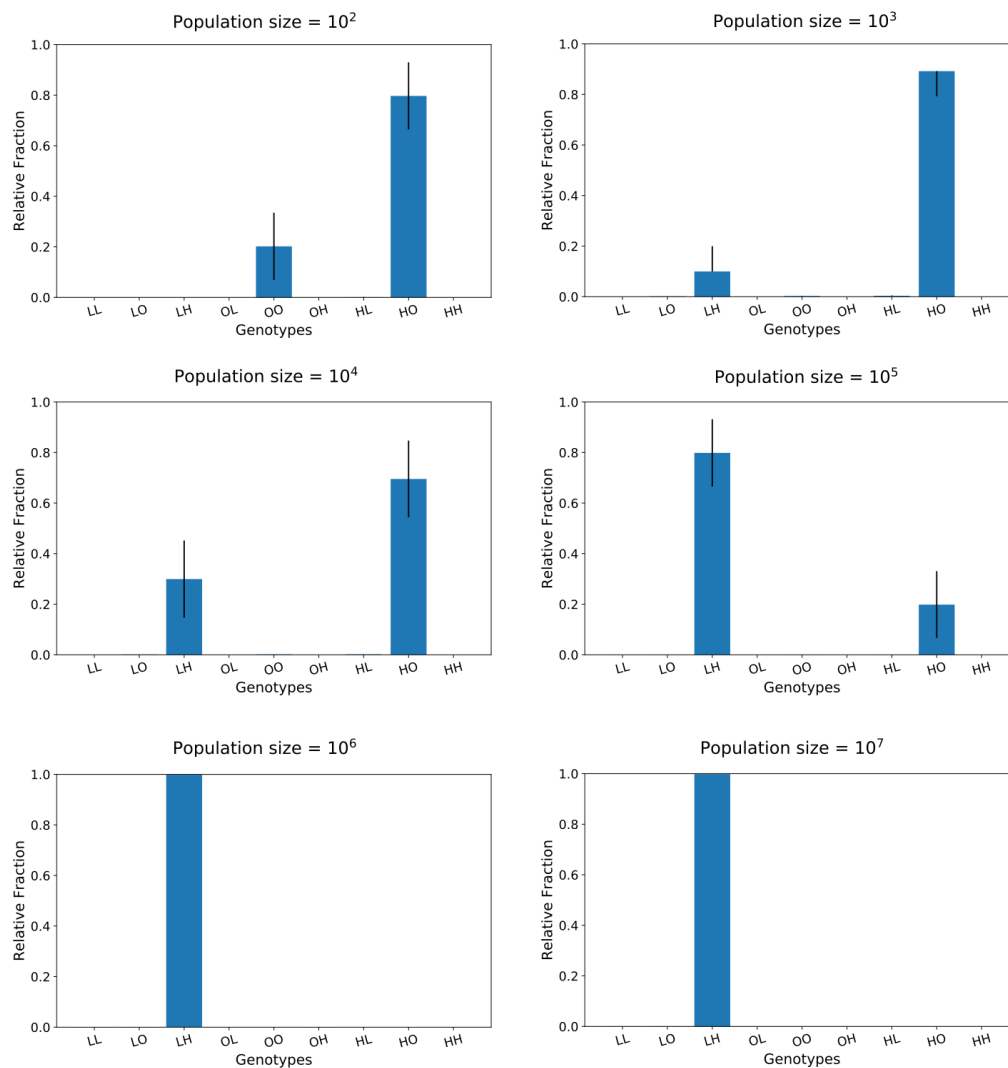 Population size = 10²
Relative Fraction
1.0
0.8
0.6
0.4
0.2
0.0
LL LO LH OL OO OH HL HO HH
Genotypes
Population size = 10³
Relative Fraction
1.0
0.8
0.6
0.4
0.2
0.0
LL LO LH OL OO OH HL HO HH
Genotypes
Population size = 10⁴
Relative Fraction
1.0
0.8
0.6
0.4
0.2
0.0
LL LO LH OL OO OH HL HO HH
Genotypes
Population size = 10⁵
Relative Fraction
1.0
0.8
0.6
0.4
0.2
0.0
LL LO LH OL OO OH HL HO HH
Genotypes
Population size = 10⁶
Relative Fraction
1.0
0.8
0.6
0.4
0.2
0.0
LL LO LH OL OO OH HL HO HH
Genotypes
Population size = 10⁷
Relative Fraction
1.0
0.8
0.6
0.4
0.2
0.0
LL LO LH OL OO OH HL HO HH
Genotypes